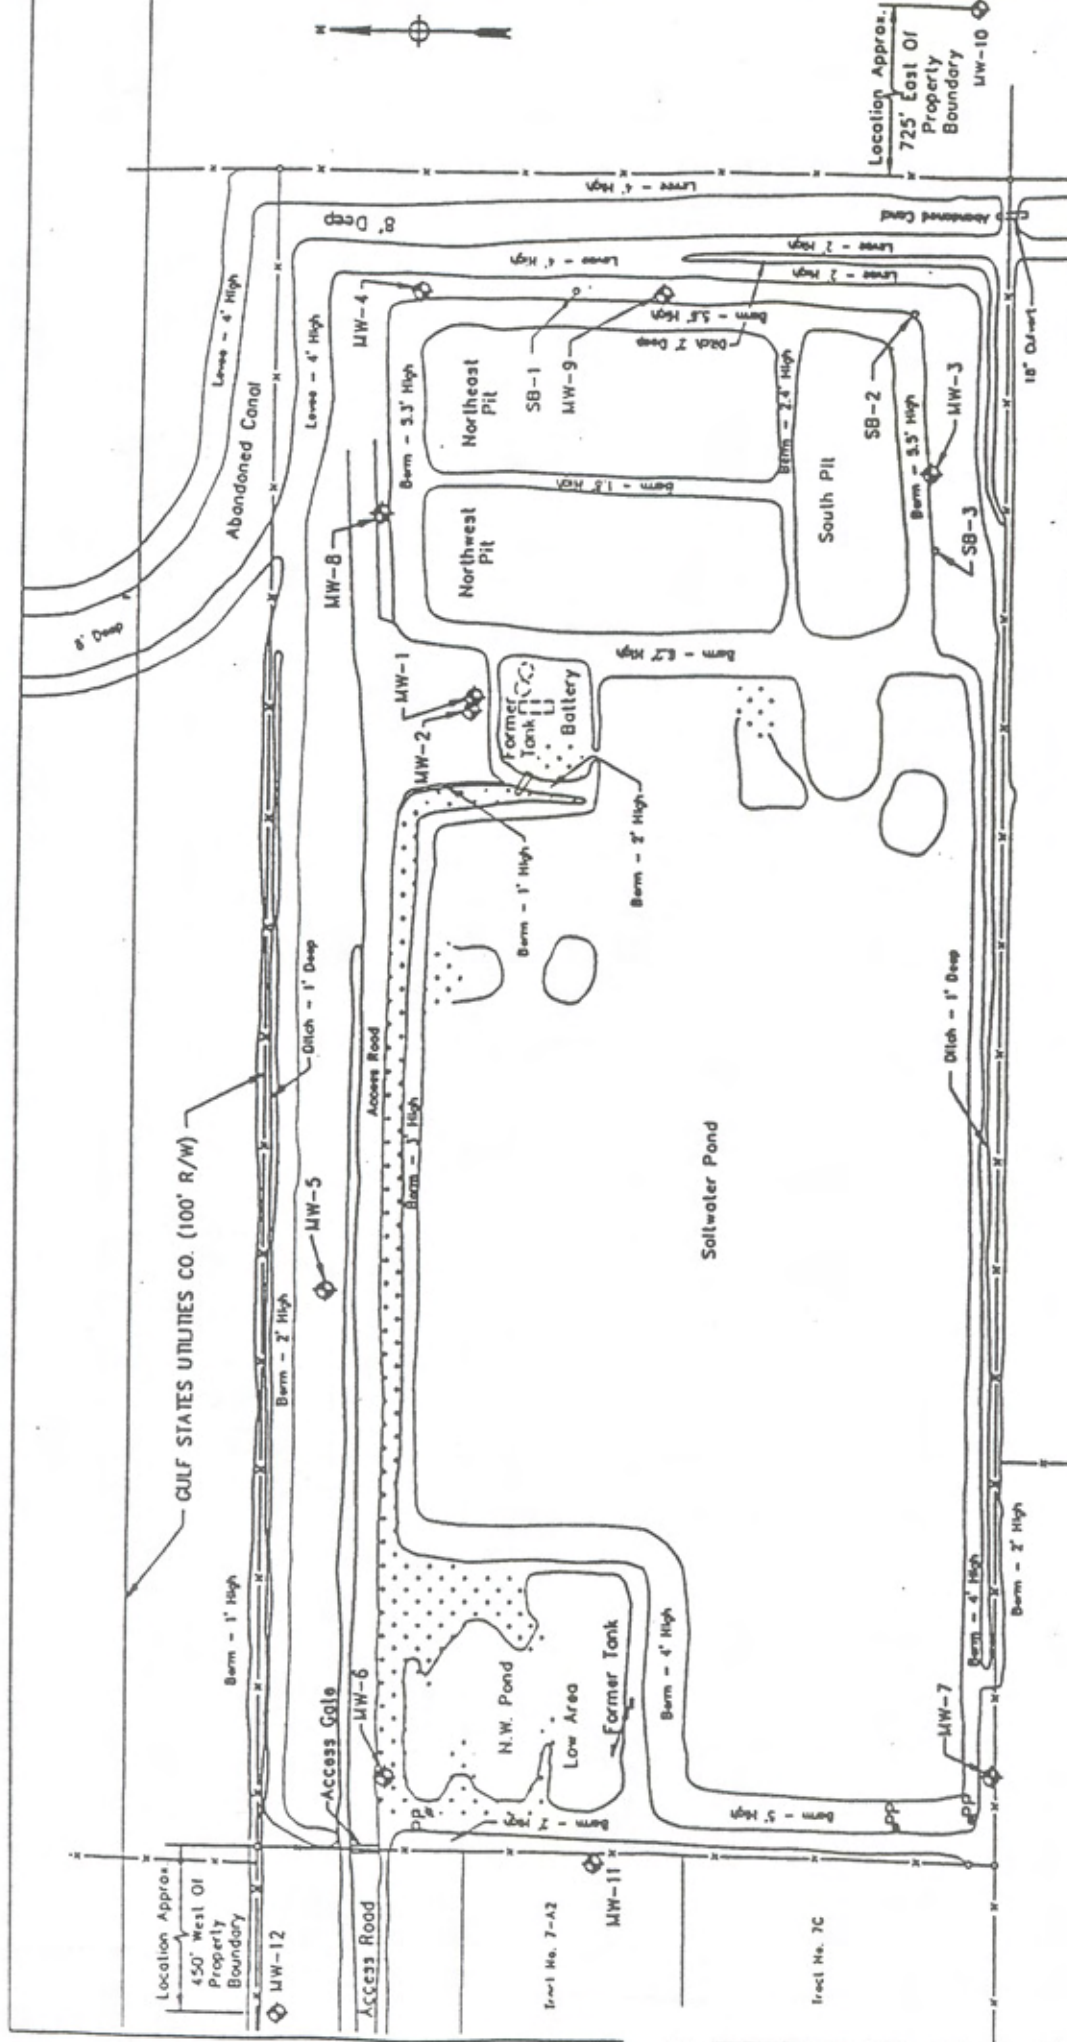 Location Approx.
450' West Of
Property
Boundary
MW-12
Access Road
Tract No. 7-A2
MW-11
Tract No. 7C
GULF STATES UTILITIES CO. (100' R/W)
Berm - 1' High
Berm - 2' High
Ditch - 1' Deep
Access Gate
MW-6
MW-5
Access Road
Berm - 3' High
PP
N.W. Pond
Low Area
Former Tank
Berm - 2' High
Berm - 4' High
Berm - 5' High
PP
PP
MW-7
Berm - 4' High
Berm - 2' High
Ditch - 1' Deep
Saltwater Pond
Berm - 1' High
Berm - 2' High
MW-2
MW-1
Former
Tank
Battery
8' Deep
Abandoned Canal
Levee - 4' High
Levee - 4' High
8' Deep
MW-8
MW-4
Berm - 5.3' High
Northwest
Pit
Northeast
Pit
Berm - 1.8' High
SB-1
MW-9
Ditch 2' Deep
Berm - 5.5' High
Levee - 4' High
Levee - 4' High
Levee - 2' High
Levee - 2' High
Berm - 2.4' High
South Pit
SB-2
Berm - 5.5' High
MW-3
SB-3
Abandoned Canal
18" Culvert
Location Approx.
725' East Of
Property
Boundary
MW-10